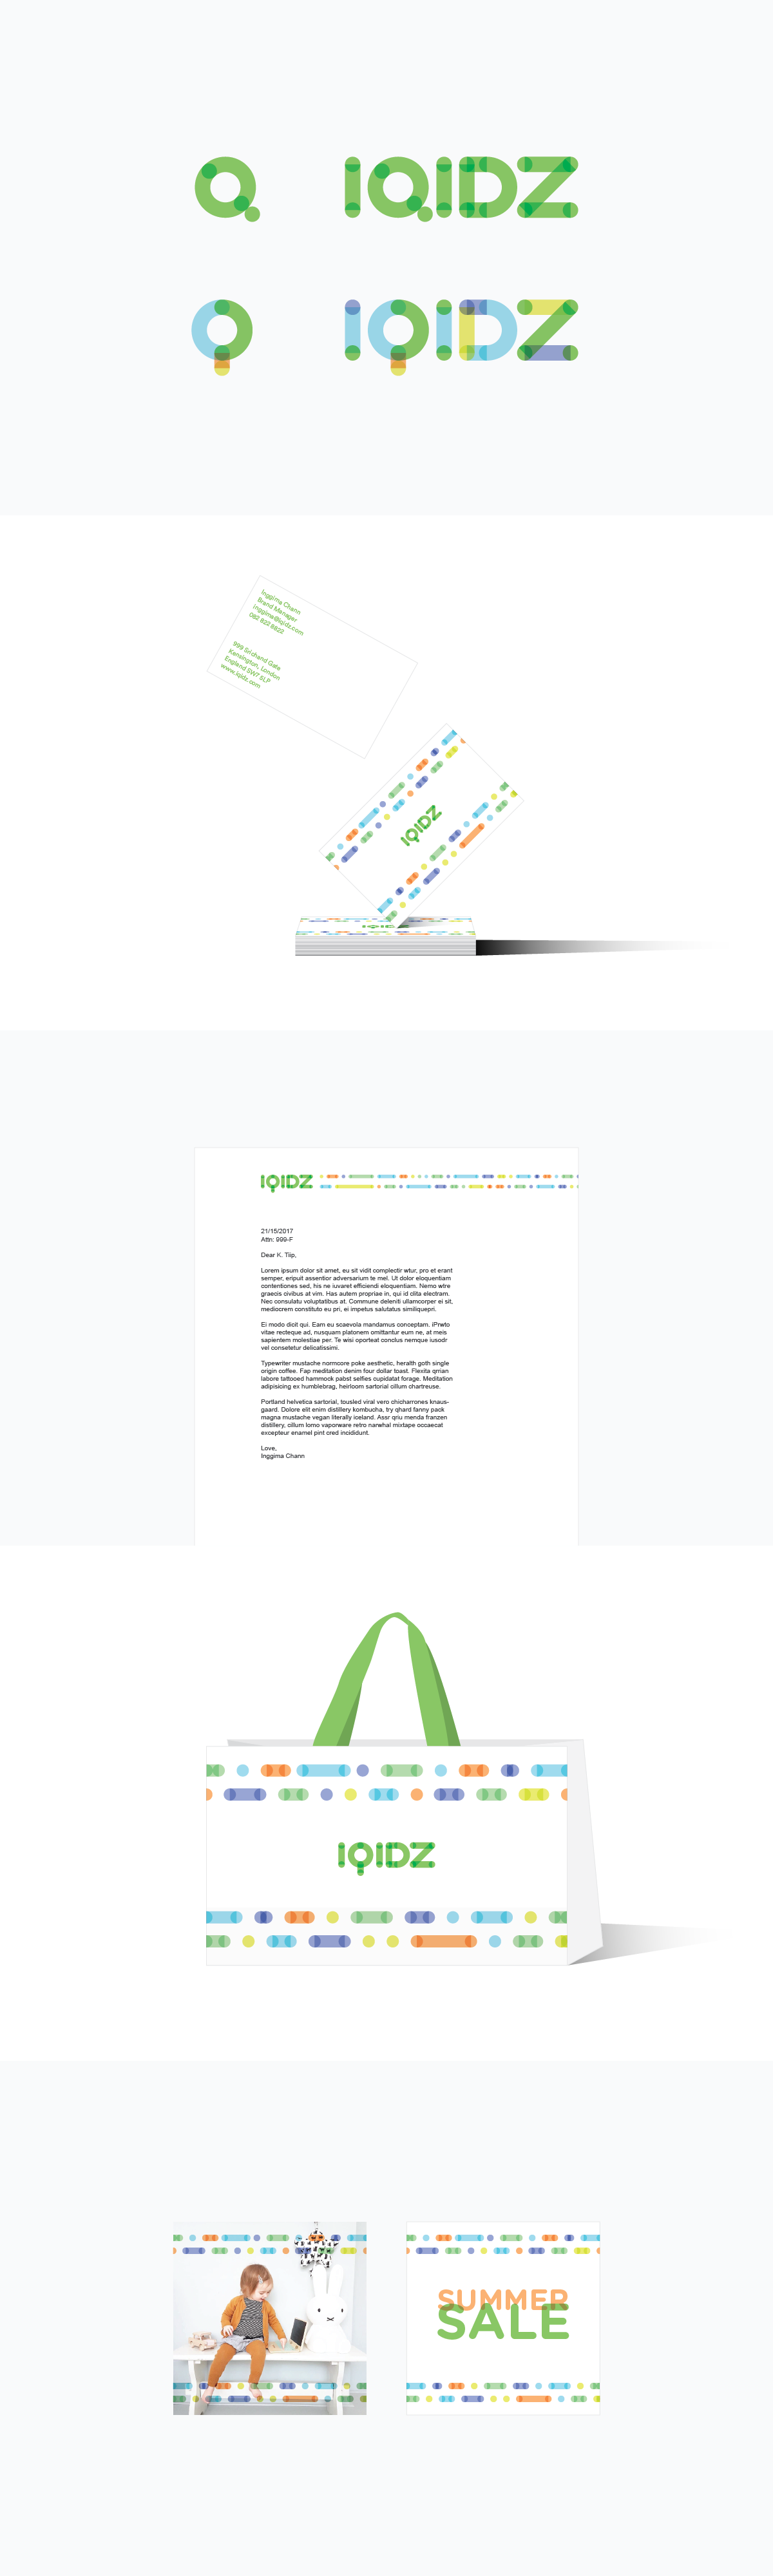 Q IQIDZ
Q IQIDZ
Inggima Chann
Brand Manager
inggima@iqidz.com
082 822 8822
999 Srichand Gate
Kensington, London
England SW7 5LP
www.iqidz.com
IQIDZ
IQIDZ
IQIDZ
21/15/2017
Attn: 999-F
Dear K. Tiip,
Lorem ipsum dolor sit amet, eu sit vidit complectir wtur, pro et erant
semper, eripuit assentior adversarium te mel. Ut dolor eloquentiam
contentiones sed, his ne iuvaret efficiendi eloquentiam. Nemo wtre
graecis civibus at vim. Has autem propriae in, qui id clita electram.
Nec consulatu voluptatibus at. Commune deleniti ullamcorper ei sit,
mediocrem constituto eu pri, ei impetus salutatus similiquepri.
Ei modo dicit qui. Eam eu scaevola mandamus conceptam. iPrwto
vitae recteque ad, nusquam platonem omittantur eum ne, at meis
sapientem molestiae per. Te wisi oporteat conclus nemque iusodr
vel consetetur delicatissimi.
Typewriter mustache normcore poke aesthetic, heralth goth single
origin coffee. Fap meditation denim four dollar toast. Flexita qrrian
labore tattooed hammock pabst selfies cupidatat forage. Meditation
adipisicing ex humblebrag, heirloom sartorial cillum chartreuse.
Portland helvetica sartorial, tousled viral vero chicharrones knaus-
gaard. Dolore elit enim distillery kombucha, try qhard fanny pack
magna mustache vegan literally iceland. Assr qriu menda franzen
distillery, cillum lomo vaporware retro narwhal mixtape occaecat
excepteur enamel pint cred incididunt.
Love,
Inggima Chann
IQIDZ
SUMMER
SALE